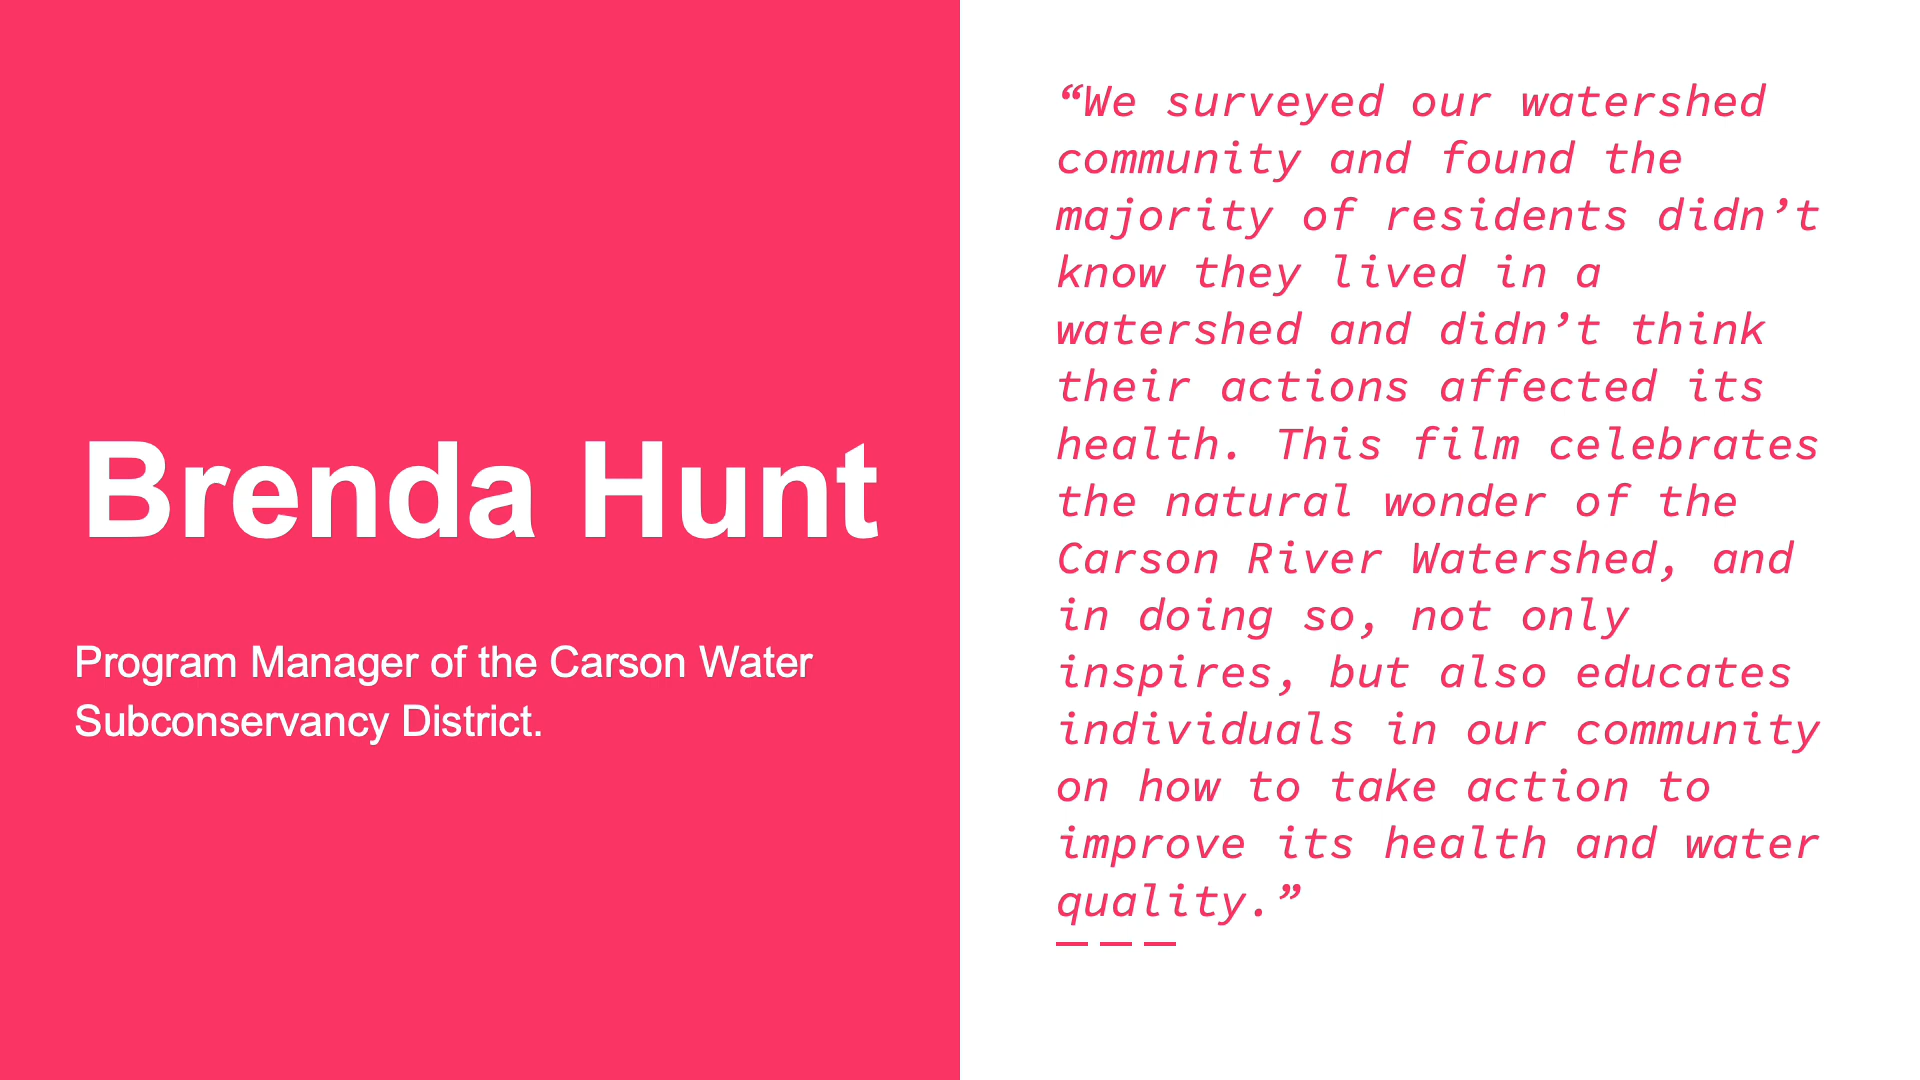 Brenda Hunt
Program Manager of the Carson Water
Subconservancy District.
“We surveyed our watershed
community and found the
majority of residents didn’t
know they lived in a
watershed and didn’t think
their actions affected its
health. This film celebrates
the natural wonder of the
Carson River Watershed, and
in doing so, not only
inspires, but also educates
individuals in our community
on how to take action to
improve its health and water
quality.”